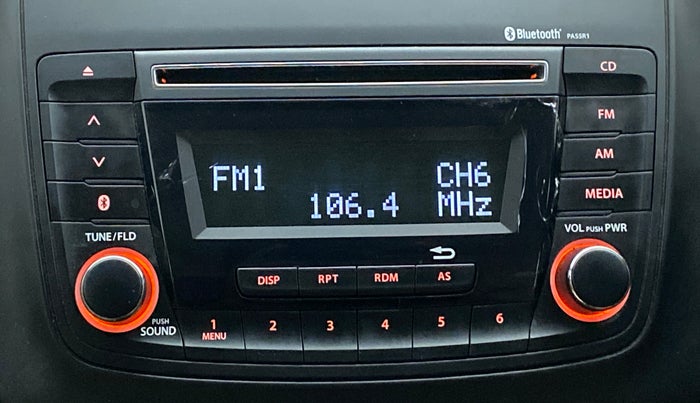 Bluetooth® PASSR1
CD
FM
AM
MEDIA
FM1 CH6
106.4 MHz
TUNE/FLD
VOL PUSH PWR
DISP RPT RDM AS
PUSH
SOUND
1 2 3 4 5 6
MENU